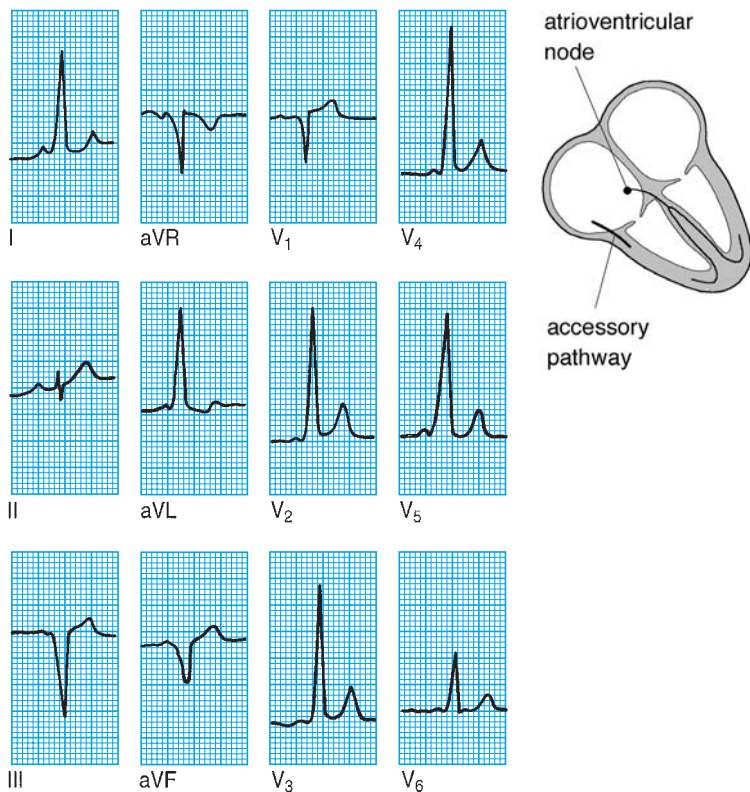 atrioventricular
node
I
aVR
V1
V4
accessory
pathway
II
aVL
V2
V5
III
aVF
V3
V6